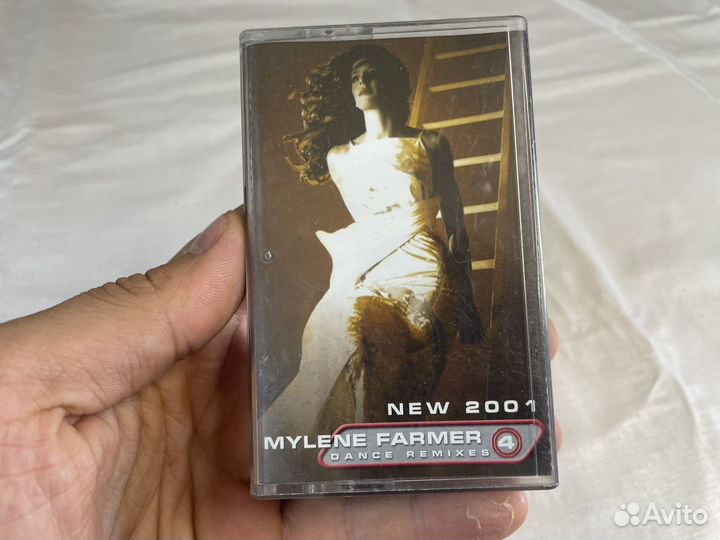 NEW 2001
MYLENE FARMER 4
DANCE REMIXES
Avito